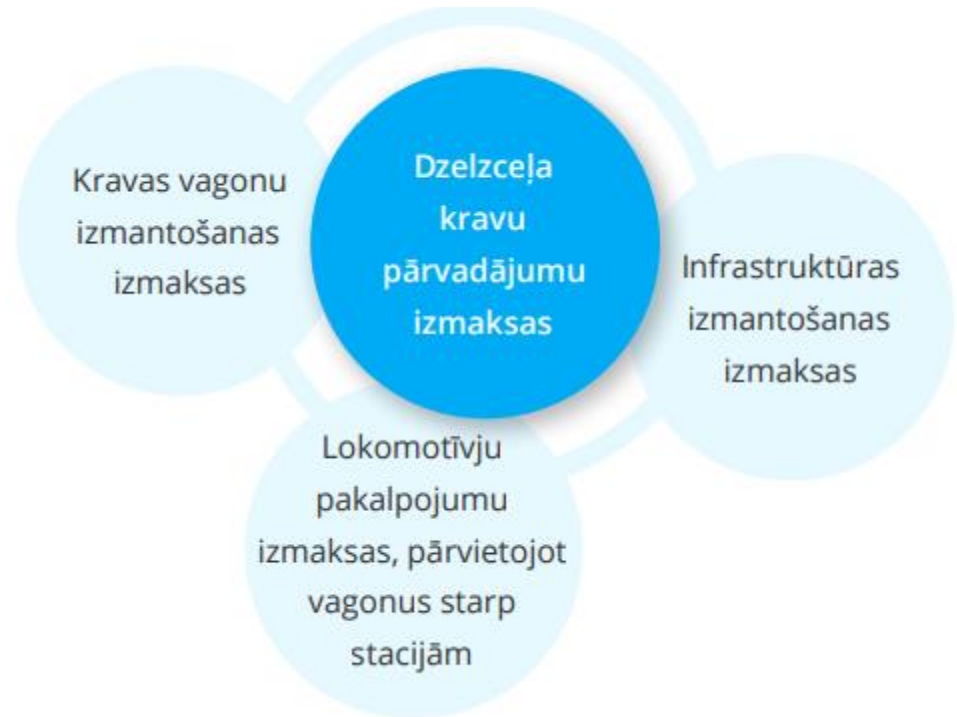 Kravas vagonu
izmantošanas
izmaksas
Dzelzceļa
kravu
pārvadājumu
izmaksas
Infrastruktūras
izmantošanas
izmaksas
Lokomotīvju
pakalpojumu
izmaksas, pārvietojot
vagonus starp
stacijām